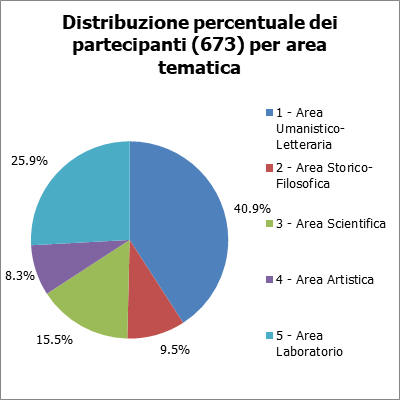 Distribuzione percentuale dei
partecipanti (673) per area
tematica
1 - Area
Umanistico-
Letteraria
2 - Area Storico-
Filosofica
3 - Area Scientifica
4 - Area Artistica
5 - Area
Laboratorio
25.9%
40.9%
8.3%
15.5%
9.5%